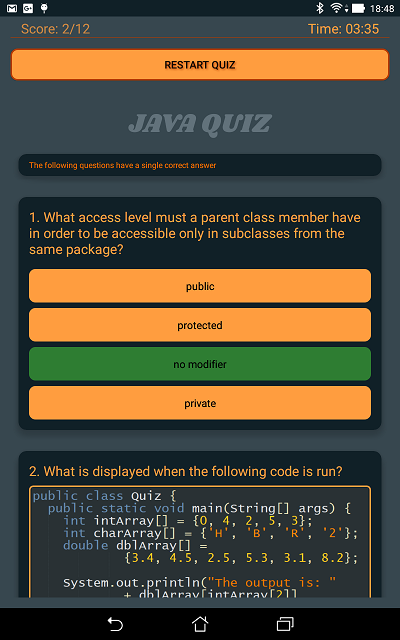 18:48
Score: 2/12
Time: 03:35
RESTART QUIZ
JAVA QUIZ
The following questions have a single correct answer
1. What access level must a parent class member have
in order to be accessible only in subclasses from the
same package?
public
protected
no modifier
private
2. What is displayed when the following code is run?
public class Quiz {
public static void main(String[] args) {
int intArray[] = {0, 4, 2, 5, 3};
int charArray[] = {'H', 'B', 'R', '2'};
double dblArray[] =
{3.4, 4.5, 2.5, 5.3, 3.1, 8.2};
System.out.println("The output is: "
+ dblArray[intArray[2]]